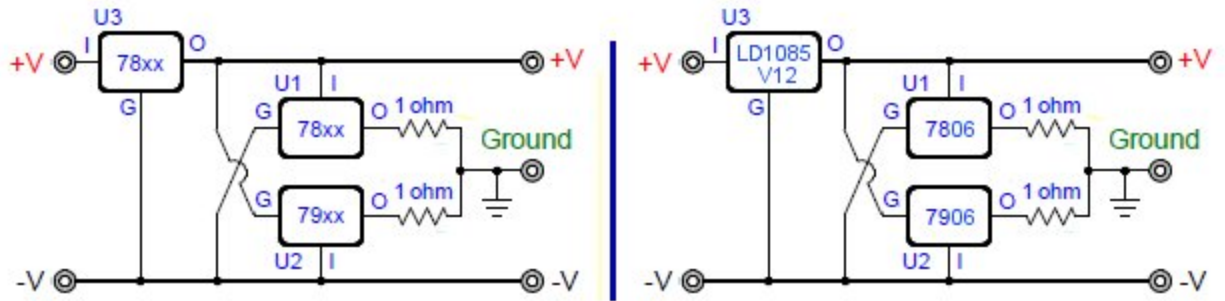 U3
I
O
+V
78xx
+V
G
U1
I
G
78xx
O
1 ohm
Ground
G
79xx
O
1 ohm
U2
I
-V
-V
U3
I
O
+V
LD1085
V12
+V
G
U1
I
G
7806
O
1 ohm
Ground
G
7906
O
1 ohm
U2
I
-V
-V